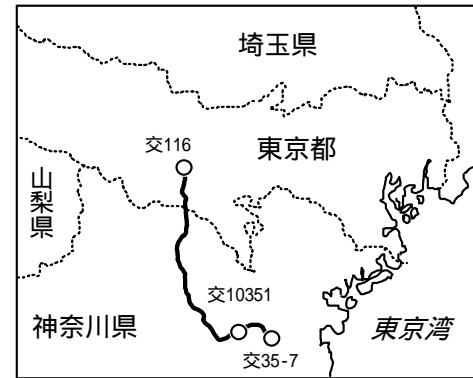 埼玉県
交116
東京都
山梨県
交10351
神奈川県
東京湾
交35-7